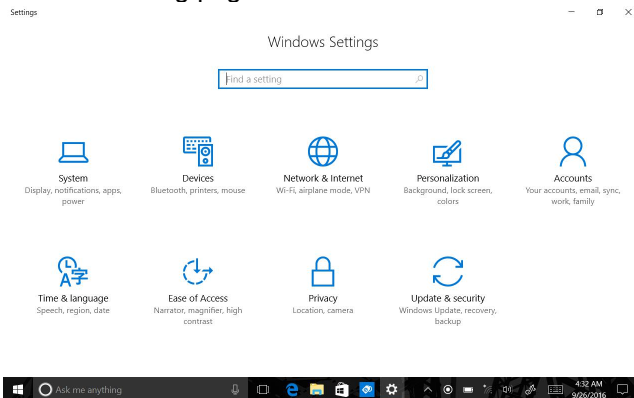 Settings
Windows Settings
Find a setting
System
Display, notifications, apps,
power
Devices
Bluetooth, printers, mouse
Network & Internet
Wi-Fi, airplane mode, VPN
Personalization
Background, lock screen,
colors
Accounts
Your accounts, email, sync,
work, family
Time & language
Speech, region, date
Ease of Access
Narrator, magnifier, high
contrast
Privacy
Location, camera
Update & security
Windows Update, recovery,
backup
Ask me anything
4:32 AM
9/26/2016